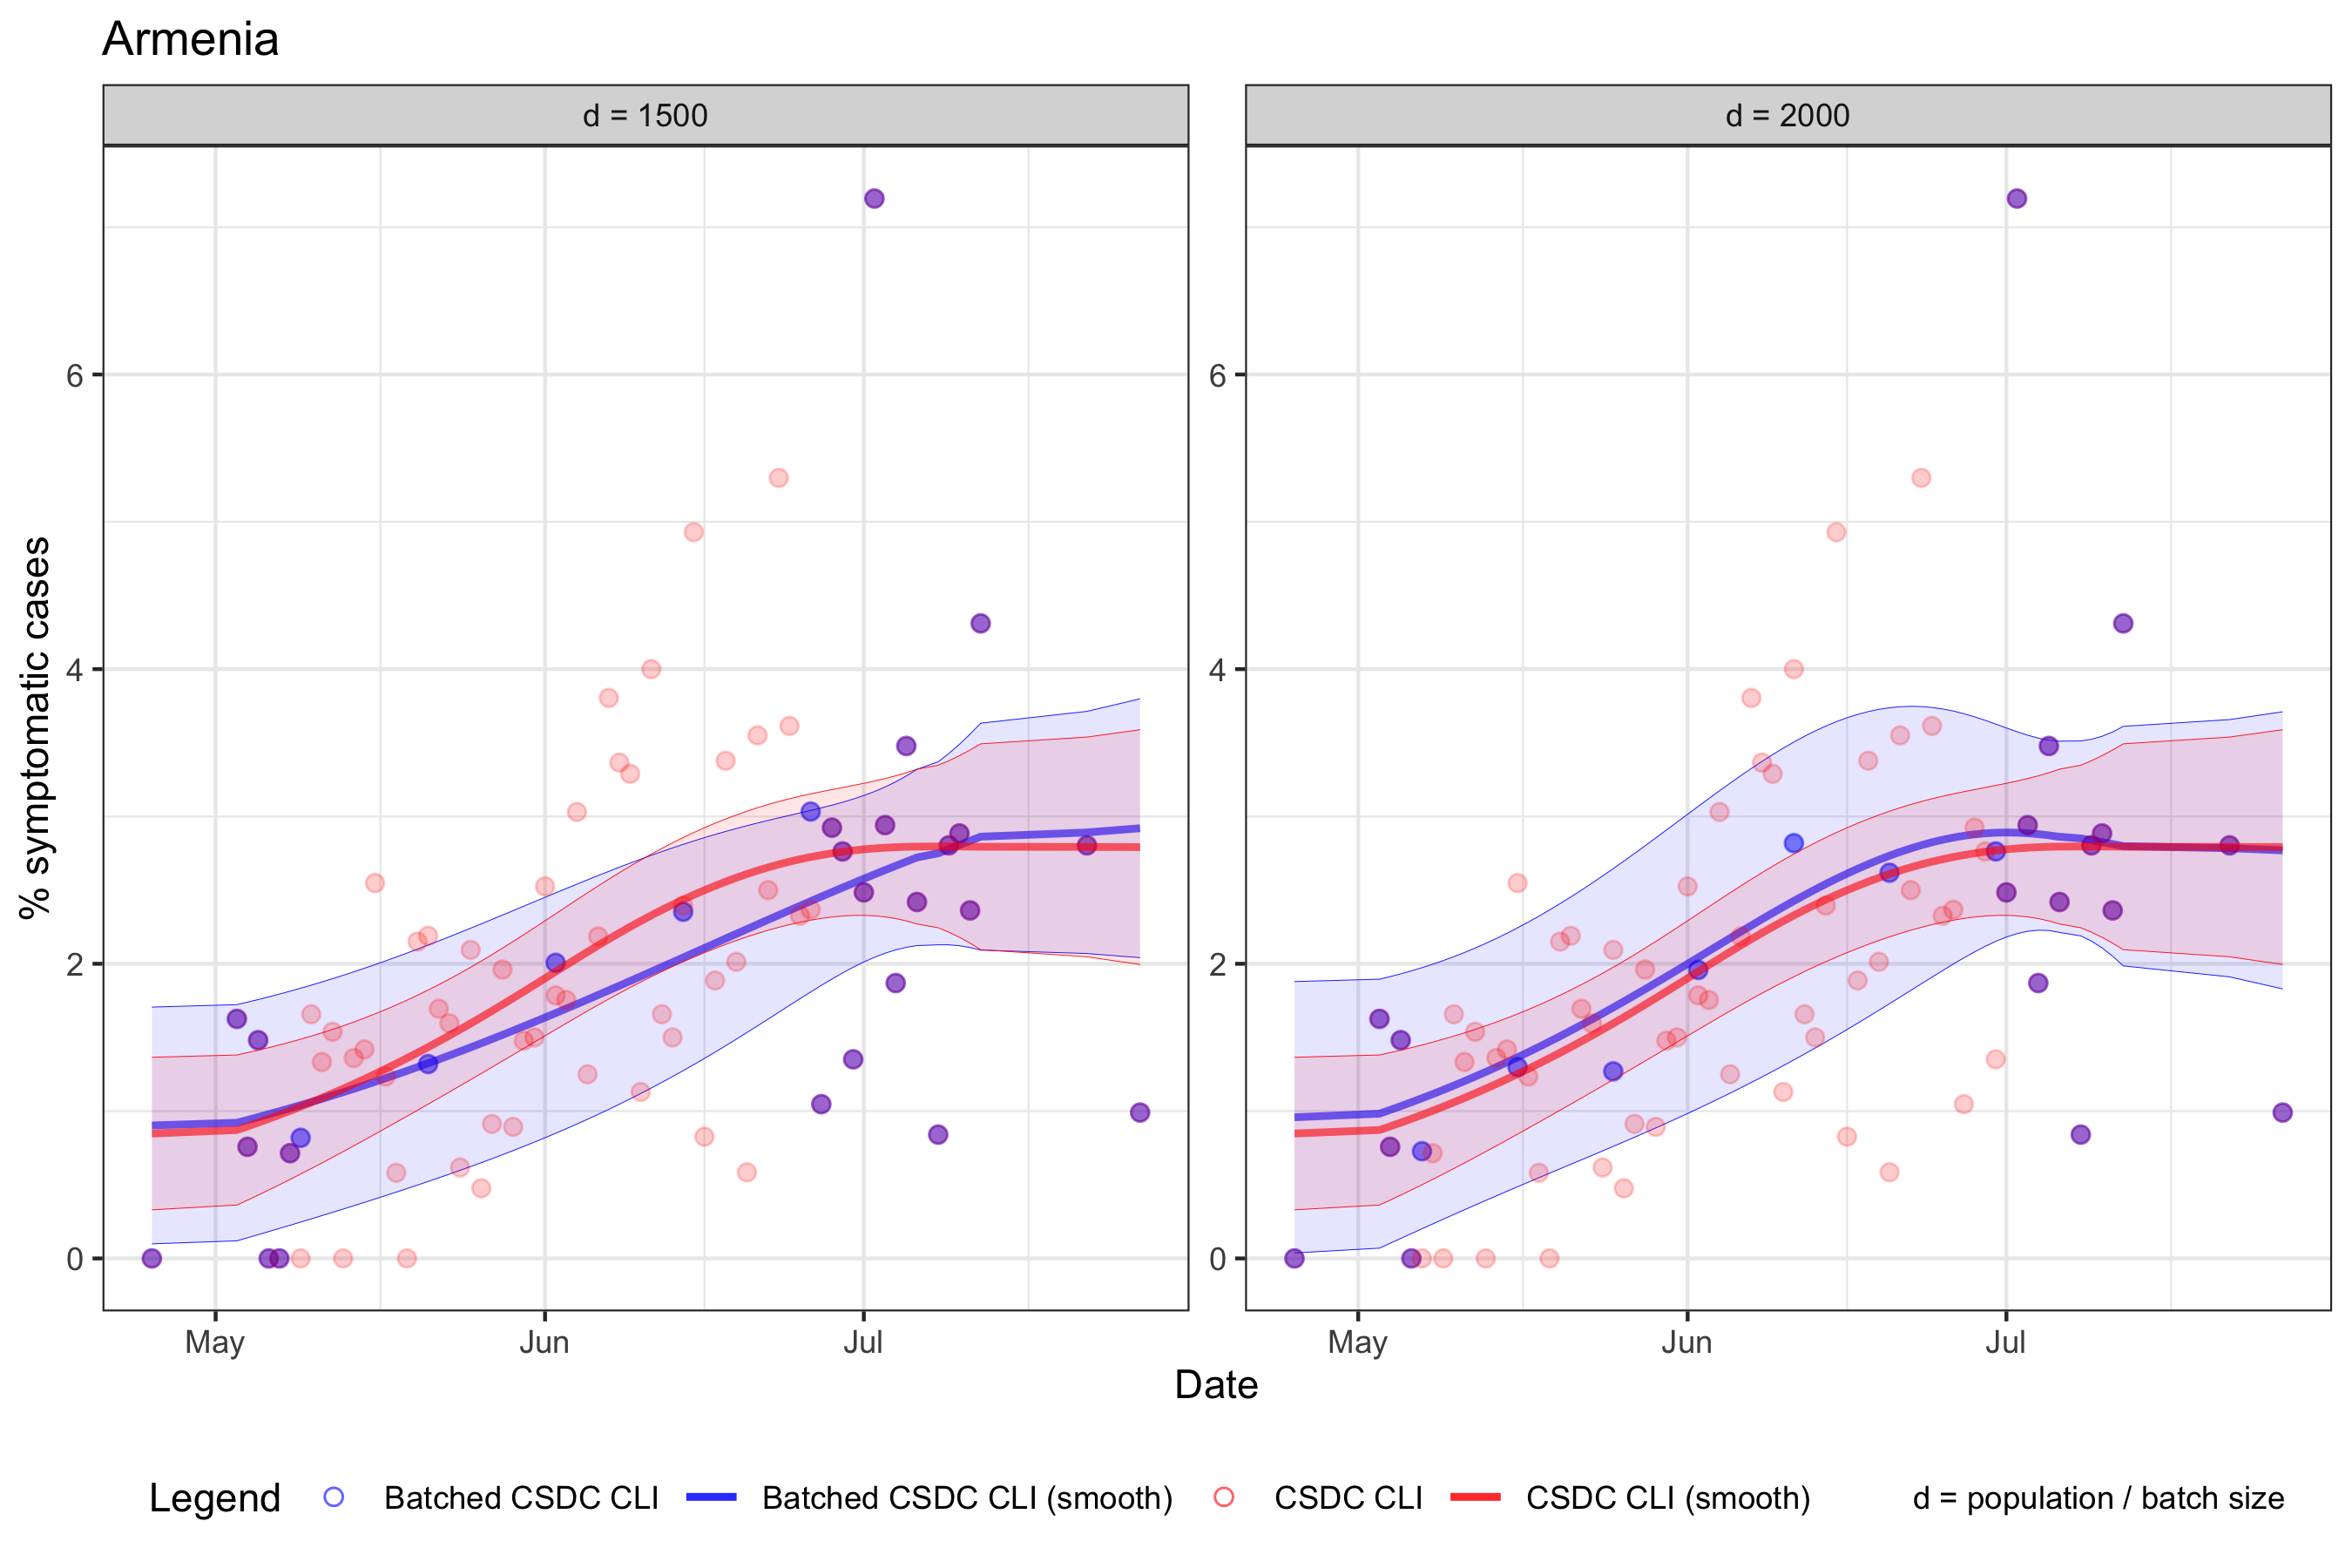 Armenia
d = 1500
d = 2000
% symptomatic cases
6
4
2
0
6
4
2
0
May Jun Jul
May Jun Jul
Date
Legend Batched CSDC CLI Batched CSDC CLI (smooth) CSDC CLI CSDC CLI (smooth) d = population / batch size